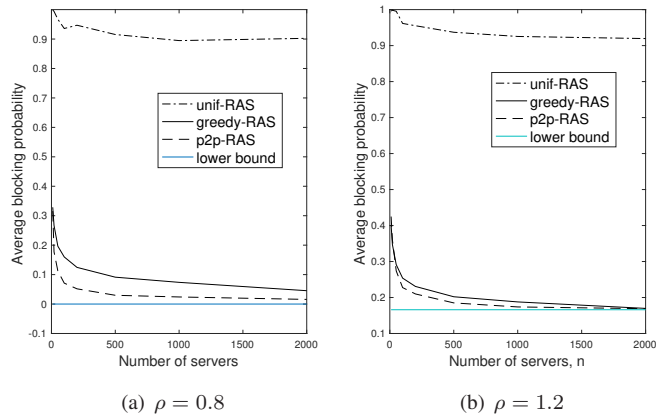 1
0.9
0.8
0.7
0.6
0.5
0.4
0.3
0.2
0.1
0
-0.1
Average blocking probability
unif-RAS
greedy-RAS
p2p-RAS
lower bound
0 500 1000 1500 2000
Number of servers
(a) ρ = 0.8
1
0.9
0.8
0.7
0.6
0.5
0.4
0.3
0.2
0.1
Average blocking probability
unif-RAS
greedy-RAS
p2p-RAS
lower bound
0 500 1000 1500 2000
Number of servers, n
(b) ρ = 1.2